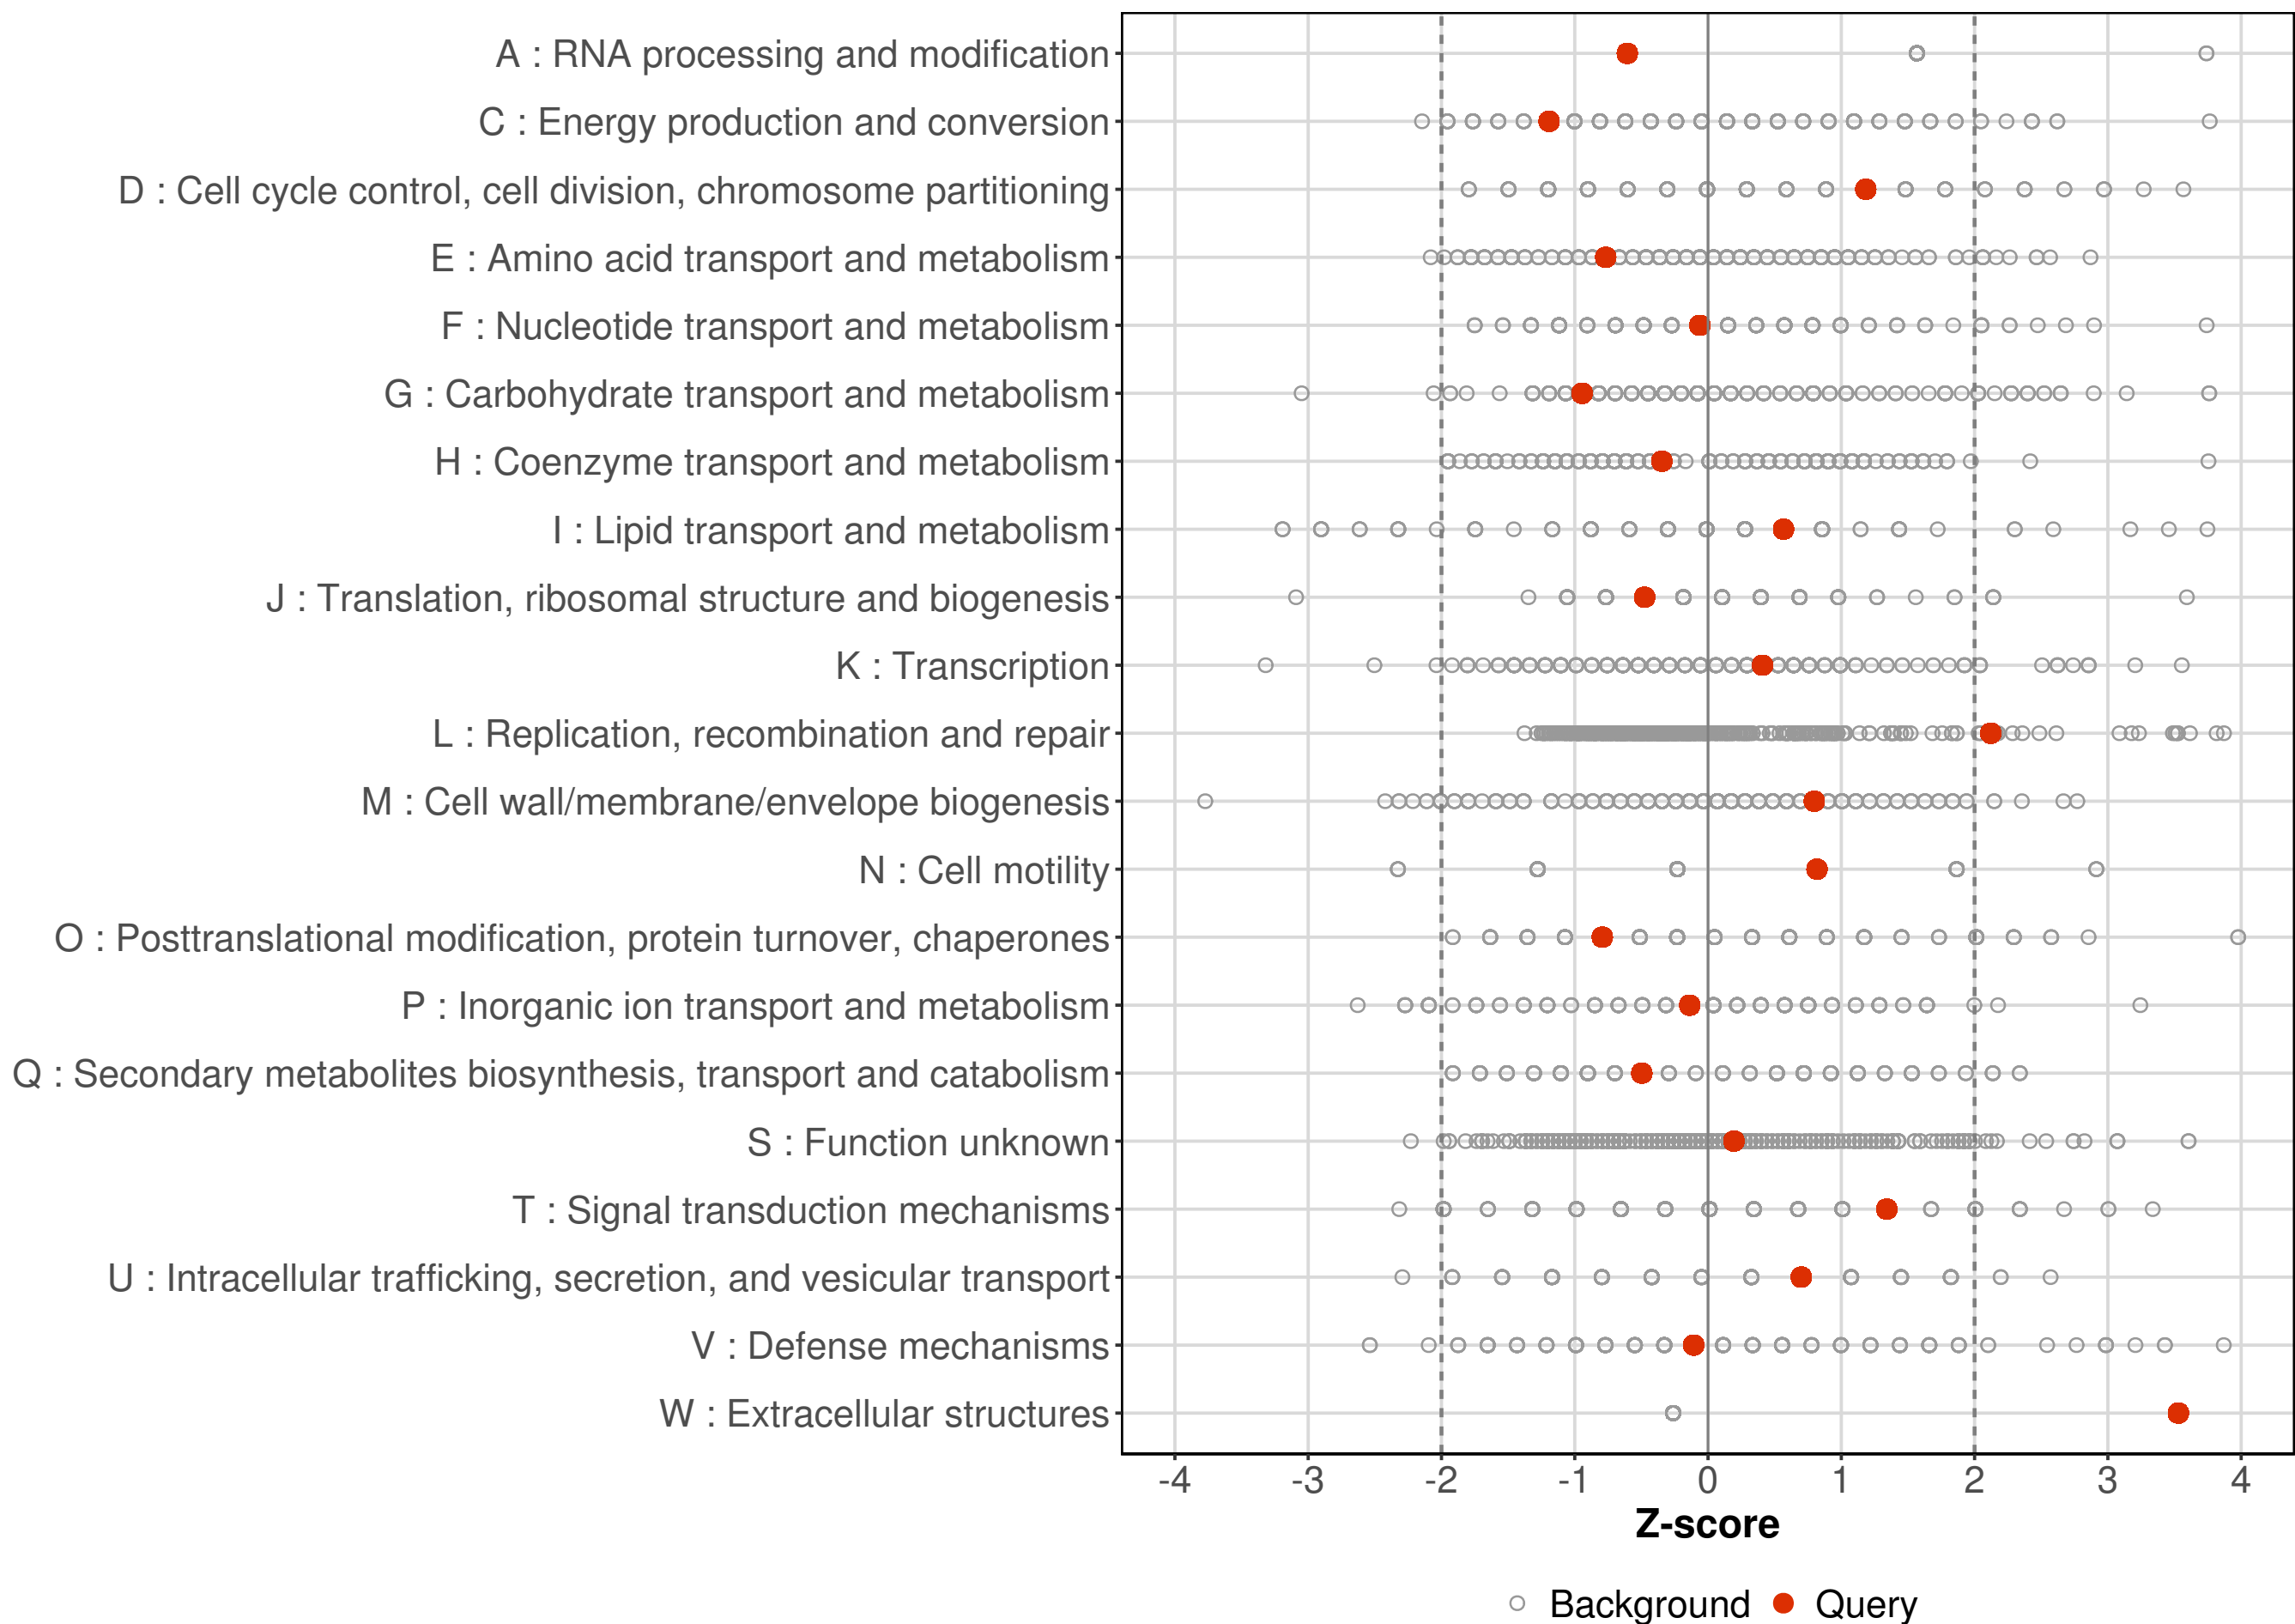 A : RNA processing and modification
C : Energy production and conversion
D : Cell cycle control, cell division, chromosome partitioning
E : Amino acid transport and metabolism
F : Nucleotide transport and metabolism
G : Carbohydrate transport and metabolism
H : Coenzyme transport and metabolism
I : Lipid transport and metabolism
J : Translation, ribosomal structure and biogenesis
K : Transcription
L : Replication, recombination and repair
M : Cell wall/membrane/envelope biogenesis
N : Cell motility
O : Posttranslational modification, protein turnover, chaperones
P : Inorganic ion transport and metabolism
Q : Secondary metabolites biosynthesis, transport and catabolism
S : Function unknown
T : Signal transduction mechanisms
U : Intracellular trafficking, secretion, and vesicular transport
V : Defense mechanisms
W : Extracellular structures
-4 -3 -2 -1 0 1 2 3 4
Z-score
Background Query